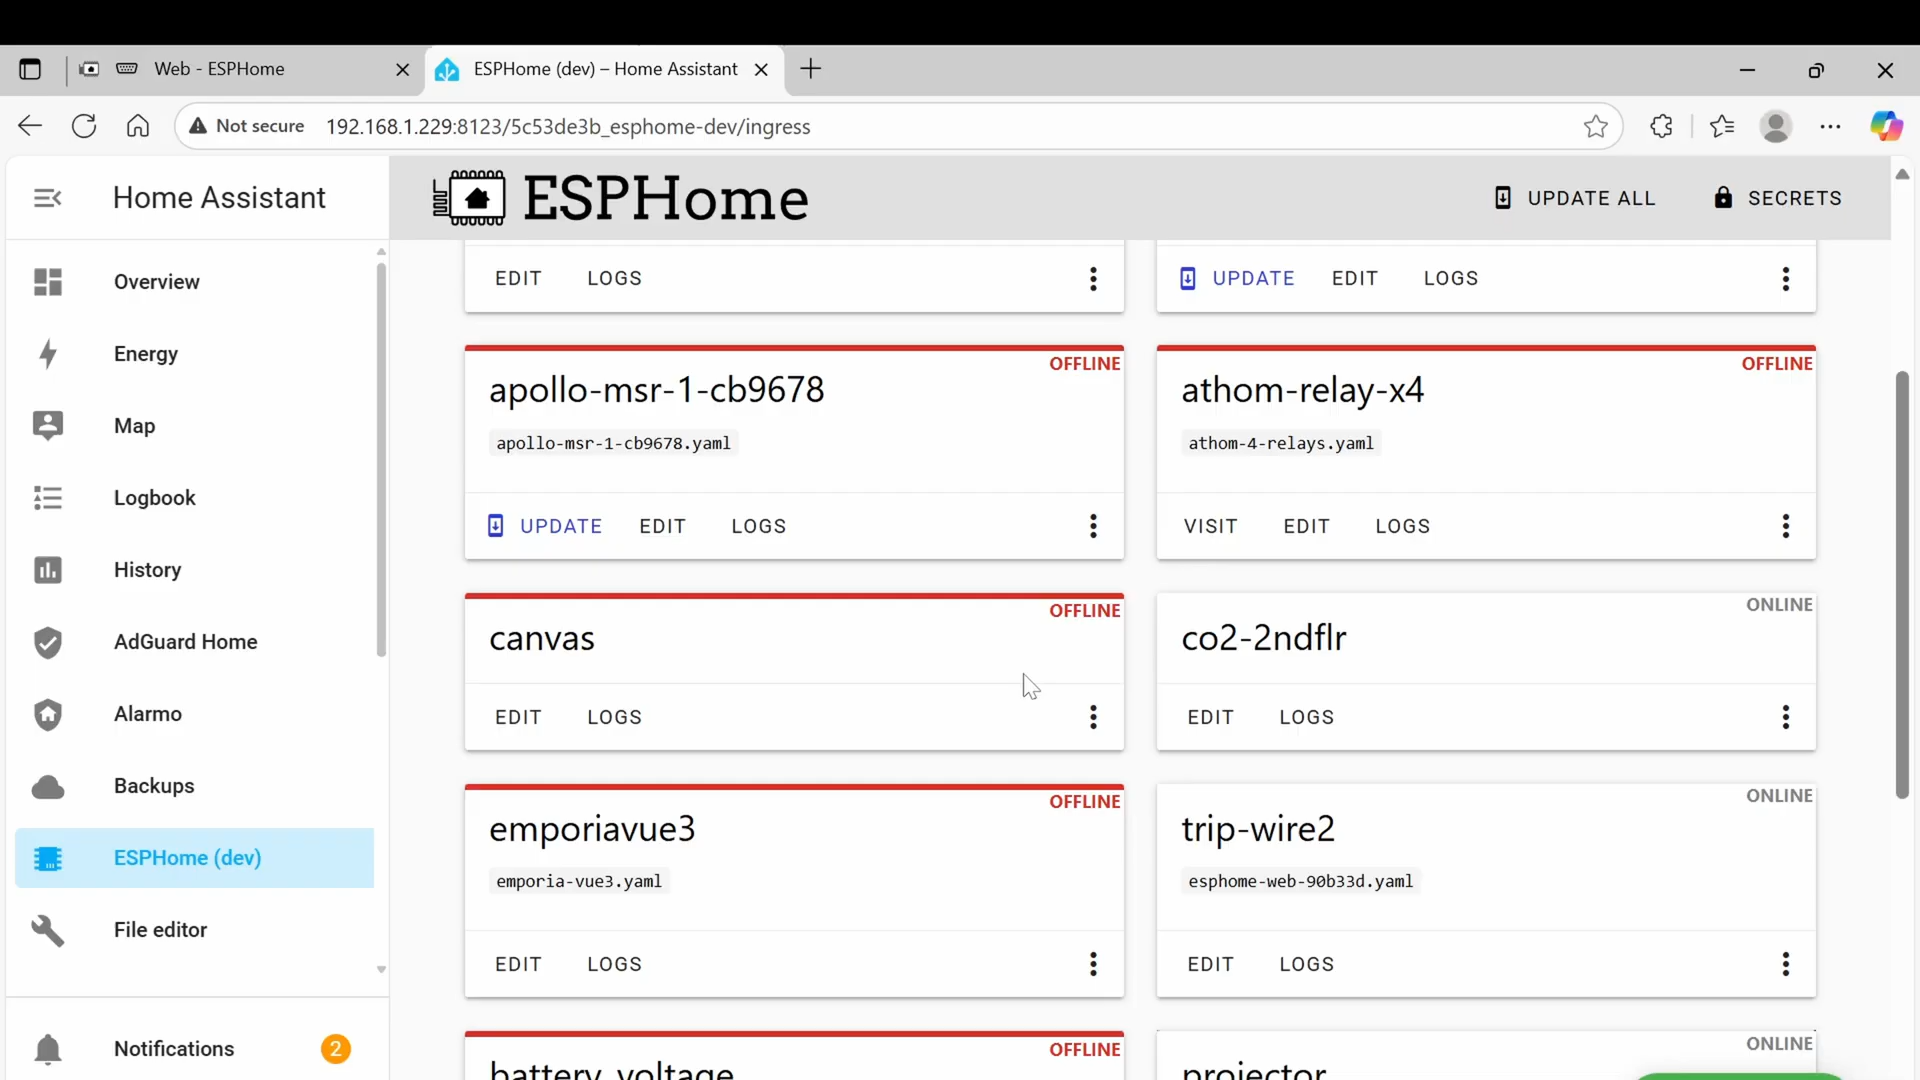 Web - ESPHome
ESPHome (dev) – Home Assistant
Not secure
192.168.1.229:8123/5c53de3b_esphome-dev/ingress
Home Assistant
ESPHome
UPDATE ALL
SECRETS
Overview
Energy
Map
Logbook
History
AdGuard Home
Alarmo
Backups
ESPHome (dev)
File editor
Notifications
2
EDIT LOGS
UPDATE EDIT LOGS
OFFLINE
apollo-msr-1-cb9678
apollo-msr-1-cb9678.yaml
UPDATE EDIT LOGS
OFFLINE
athom-relay-x4
athom-4-relays.yaml
VISIT EDIT LOGS
OFFLINE
canvas
EDIT LOGS
ONLINE
co2-2ndflr
EDIT LOGS
OFFLINE
emporiavue3
emporia-vue3.yaml
EDIT LOGS
ONLINE
trip-wire2
esphome-web-90b33d.yaml
EDIT LOGS
OFFLINE
battery voltage
ONLINE
projector